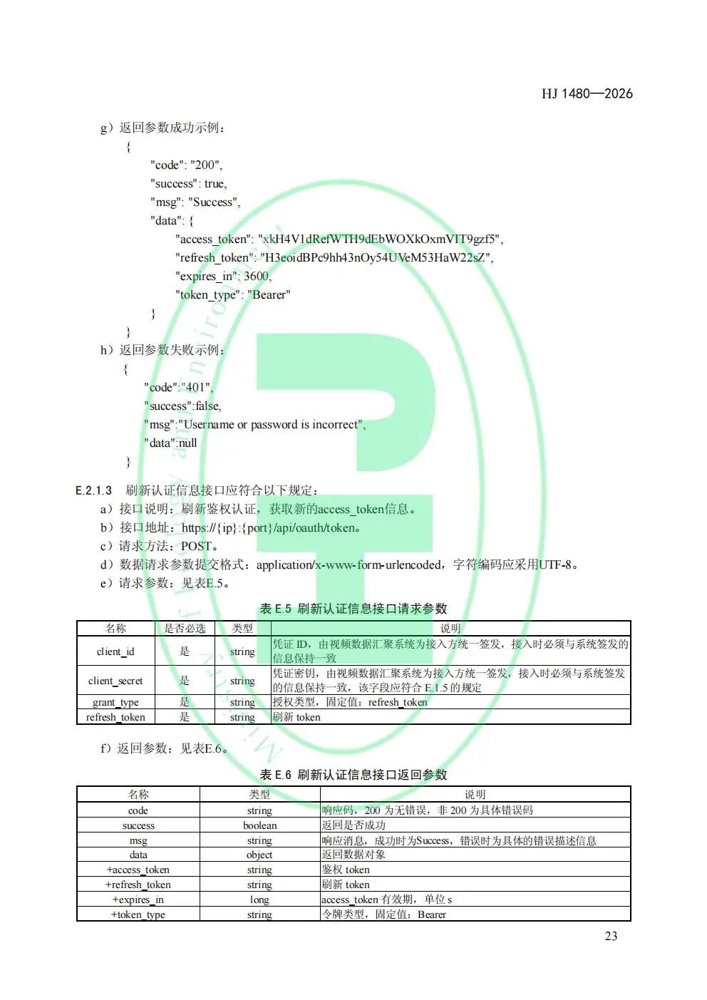 HJ 1480—2026
g）返回参数成功示例：
{
"code": "200",
"success": true,
"msg": "Success",
"data": {
"access_token": "xkH4V1dRefWTH9dEbWOXkOxmVIT9gzf5",
"refresh_token": "H3eoidBPc9hh43nOy54UVeM53HaW22sZ",
"expires_in": 3600,
"token_type": "Bearer"
}
}
h）返回参数失败示例：
{
"code":"401",
"success":false,
"msg":"Username or password is incorrect",
"data":null
}
E.2.1.3 刷新认证信息接口应符合以下规定：
a）接口说明：刷新鉴权认证，获取新的access_token信息。
b）接口地址：https://{ip}:{port}/api/oauth/token。
c）请求方法：POST。
d）数据请求参数提交格式：application/x-www-form-urlencoded，字符编码应采用UTF-8。
e）请求参数：见表E.5。
表 E.5 刷新认证信息接口请求参数
名称 是否必选 类型 说明
client_id 是 string 凭证 ID，由视频数据汇聚系统为接入方统一签发，接入时必须与系统签发的
信息保持一致
client_secret 是 string 凭证密钥，由视频数据汇聚系统为接入方统一签发，接入时必须与系统签发
的信息保持一致，该字段应符合 E.1.5 的规定
grant_type 是 string 授权类型，固定值：refresh_token
refresh_token 是 string 刷新 token
f）返回参数：见表E.6。
表 E.6 刷新认证信息接口返回参数
名称 类型 说明
code string 响应码，200 为无错误，非 200 为具体错误码
success boolean 返回是否成功
msg string 响应消息，成功时为Success，错误时为具体的错误描述信息
data object 返回数据对象
+access_token string 鉴权 token
+refresh_token string 刷新 token
+expires_in long access_token 有效期，单位 s
+token_type string 令牌类型，固定值：Bearer
23
Ministry of Ecology and Environment